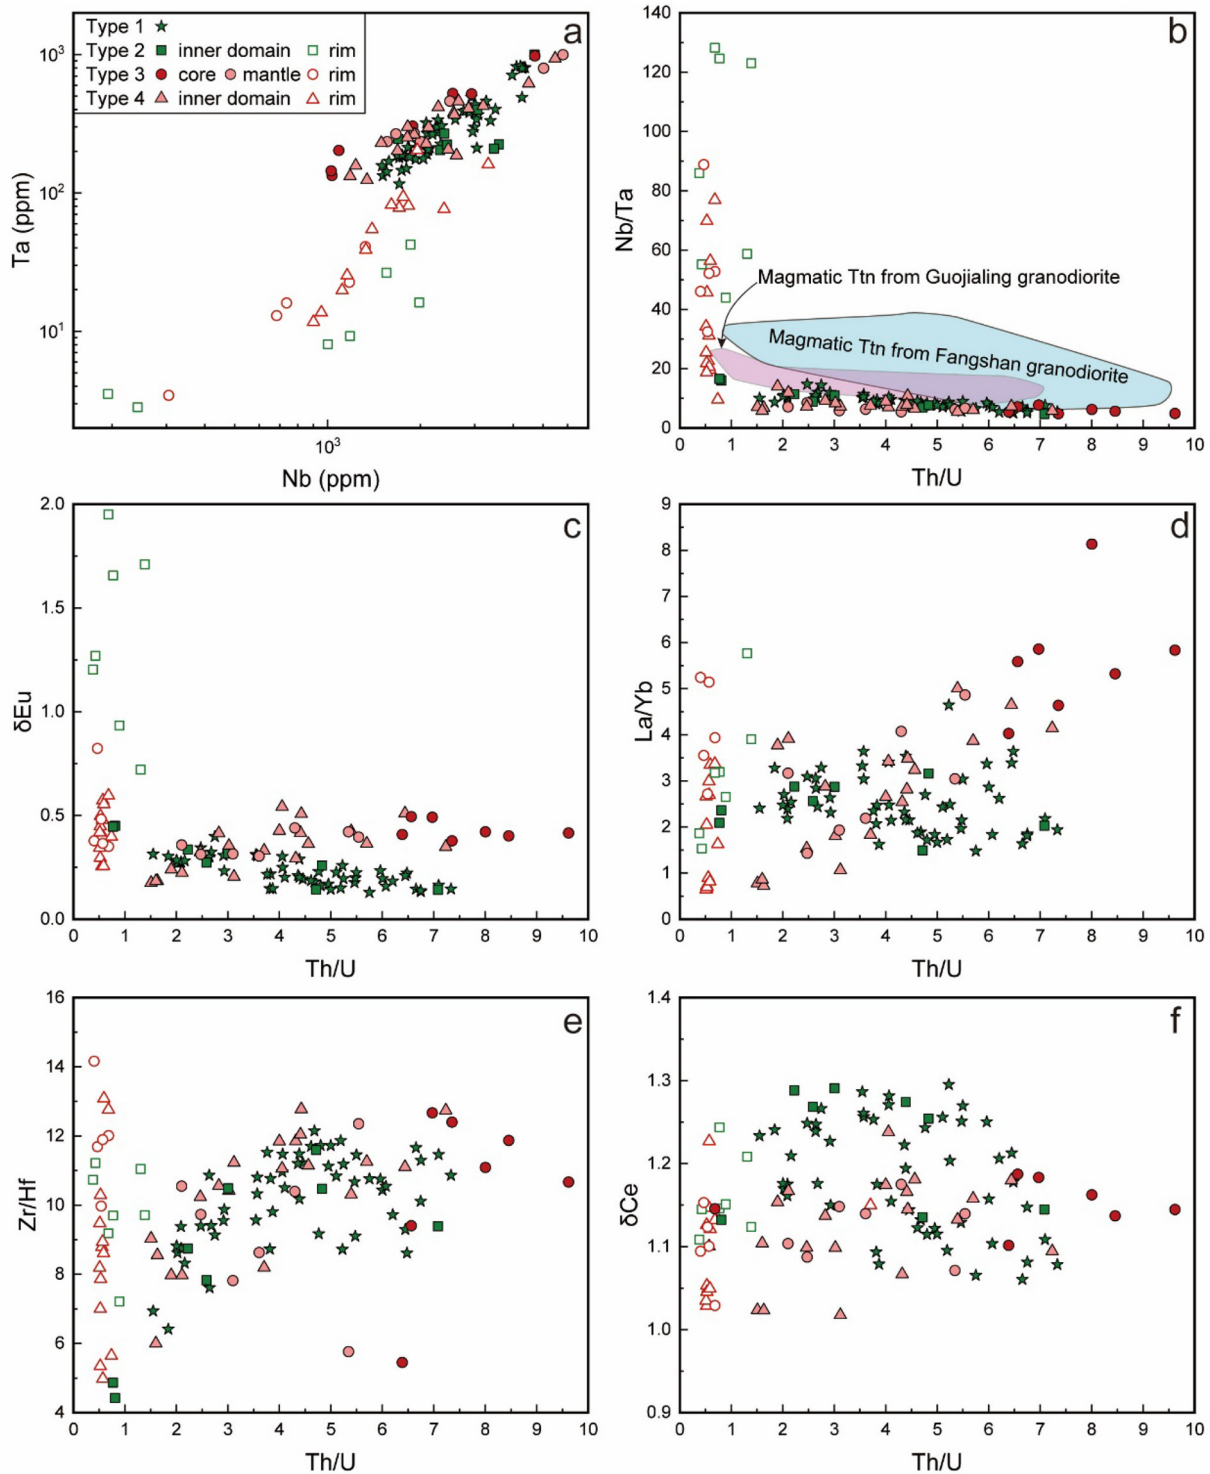 a
Type 1
Type 2 inner domain rim
Type 3 core mantle rim
Type 4 inner domain rim
10³
10²
10¹
Ta (ppm)
10³
Nb (ppm)
b
140
120
100
80
60
40
20
0
Nb/Ta
Magmatic Ttn from Guojialing granodiorite
Magmatic Ttn from Fangshan granodiorite
0 1 2 3 4 5 6 7 8 9 10
Th/U
c
2.0
1.5
1.0
0.5
0.0
δEu
0 1 2 3 4 5 6 7 8 9 10
Th/U
d
9
8
7
6
5
4
3
2
1
0
La/Yb
0 1 2 3 4 5 6 7 8 9 10
Th/U
e
16
14
12
10
8
6
4
Zr/Hf
0 1 2 3 4 5 6 7 8 9 10
Th/U
f
1.4
1.3
1.2
1.1
1.0
0.9
δCe
0 1 2 3 4 5 6 7 8 9 10
Th/U